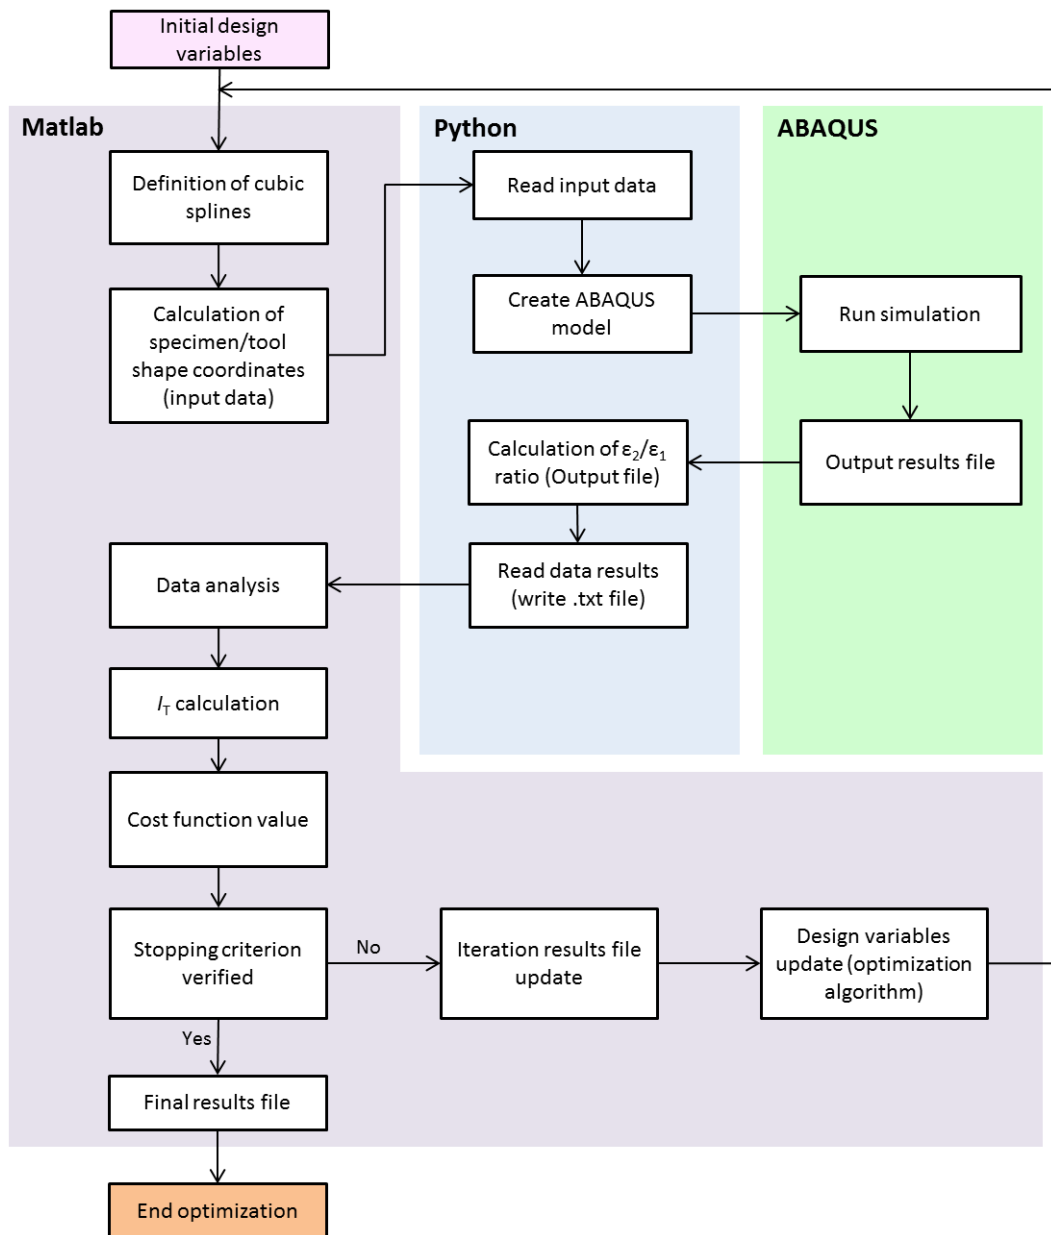 Initial design
variables
Matlab
Python
ABAQUS
Definition of cubic
splines
Read input data
Calculation of
specimen/tool
shape coordinates
(input data)
Create ABAQUS
model
Run simulation
Calculation of ε₂/ε₁
ratio (Output file)
Output results file
Data analysis
Read data results
(write .txt file)
I_T calculation
Cost function value
Stopping criterion
verified
No
Iteration results file
update
Design variables
update (optimization
algorithm)
Yes
Final results file
End optimization